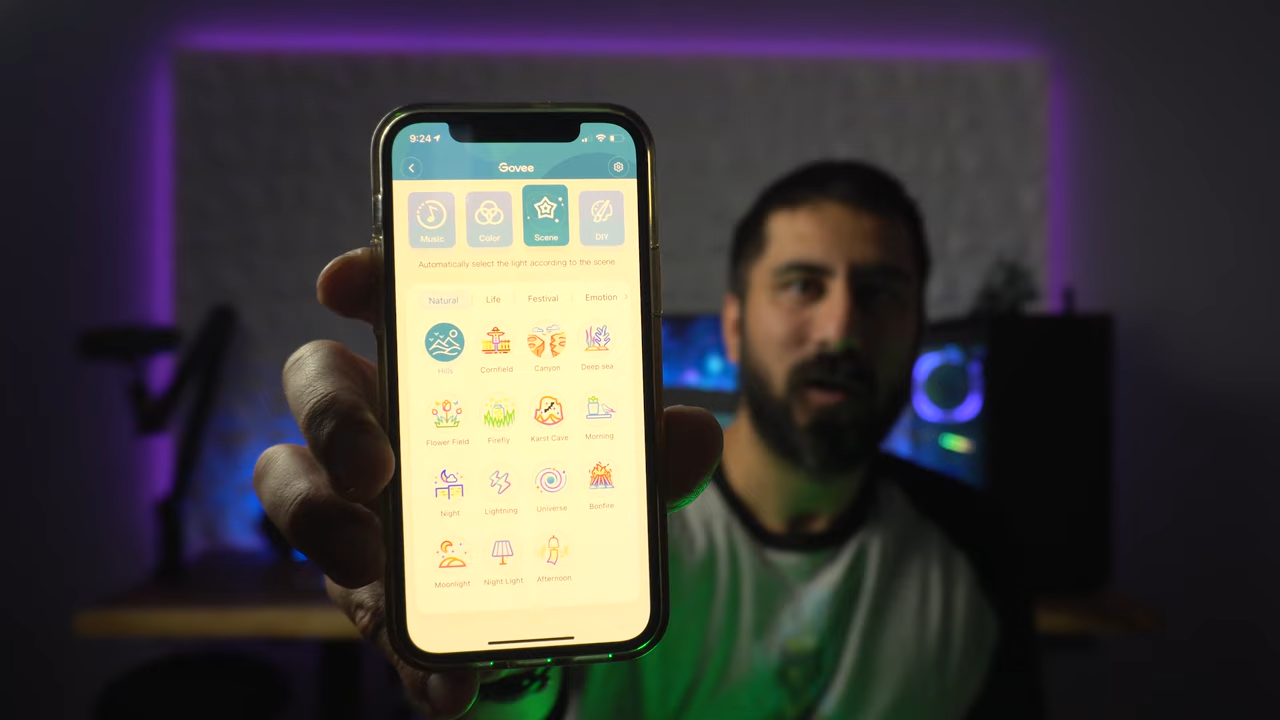 9:24
Govee
Music Color Scene DIY
Automatically select the light according to the scene
Natural Life Festival Emotion
Hills Cornfield Canyon Deep sea
Flower Field Firefly Karst Cave Morning
Night Lightning Universe Bonfire
Moonlight Night Light Afternoon